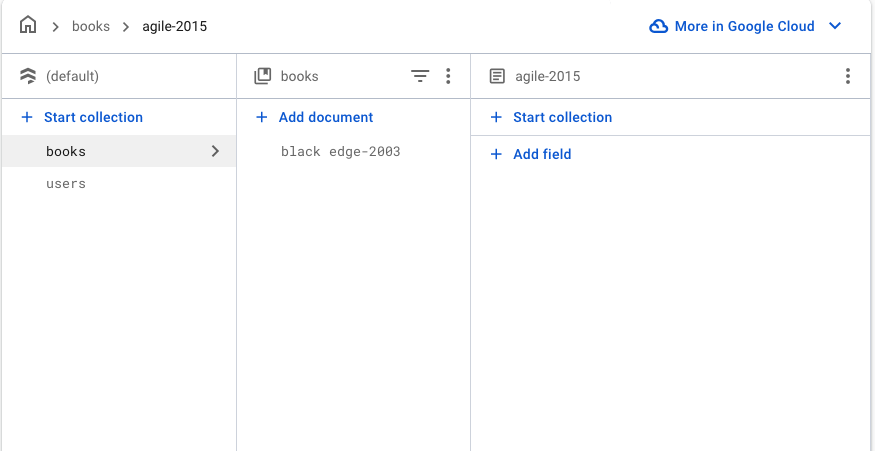 books agile-2015 More in Google Cloud
(default) books agile-2015
+ Start collection + Add document + Start collection
books black edge-2003 + Add field
users